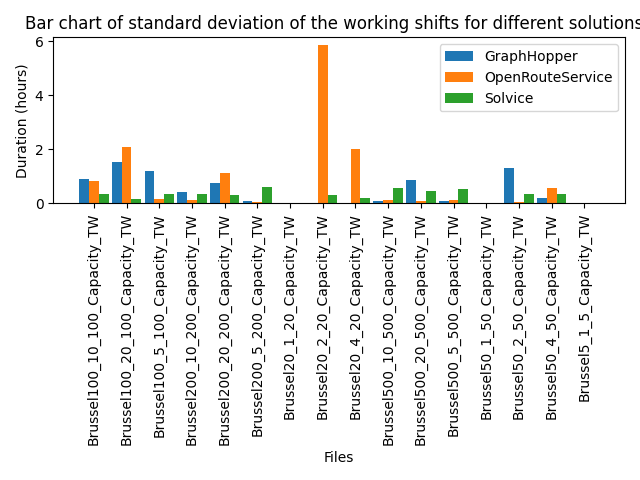 Bar chart of standard deviation of the working shifts for different solutions
Duration (hours)
6
4
2
0
GraphHopper
OpenRouteService
Solvice
Brussel100_10_100_Capacity_TW
Brussel100_20_100_Capacity_TW
Brussel100_5_100_Capacity_TW
Brussel200_10_200_Capacity_TW
Brussel200_20_200_Capacity_TW
Brussel200_5_200_Capacity_TW
Brussel20_1_20_Capacity_TW
Brussel20_2_20_Capacity_TW
Brussel20_4_20_Capacity_TW
Brussel500_10_500_Capacity_TW
Brussel500_20_500_Capacity_TW
Brussel500_5_500_Capacity_TW
Brussel50_1_50_Capacity_TW
Brussel50_2_50_Capacity_TW
Brussel50_4_50_Capacity_TW
Brussel5_1_5_Capacity_TW
Files